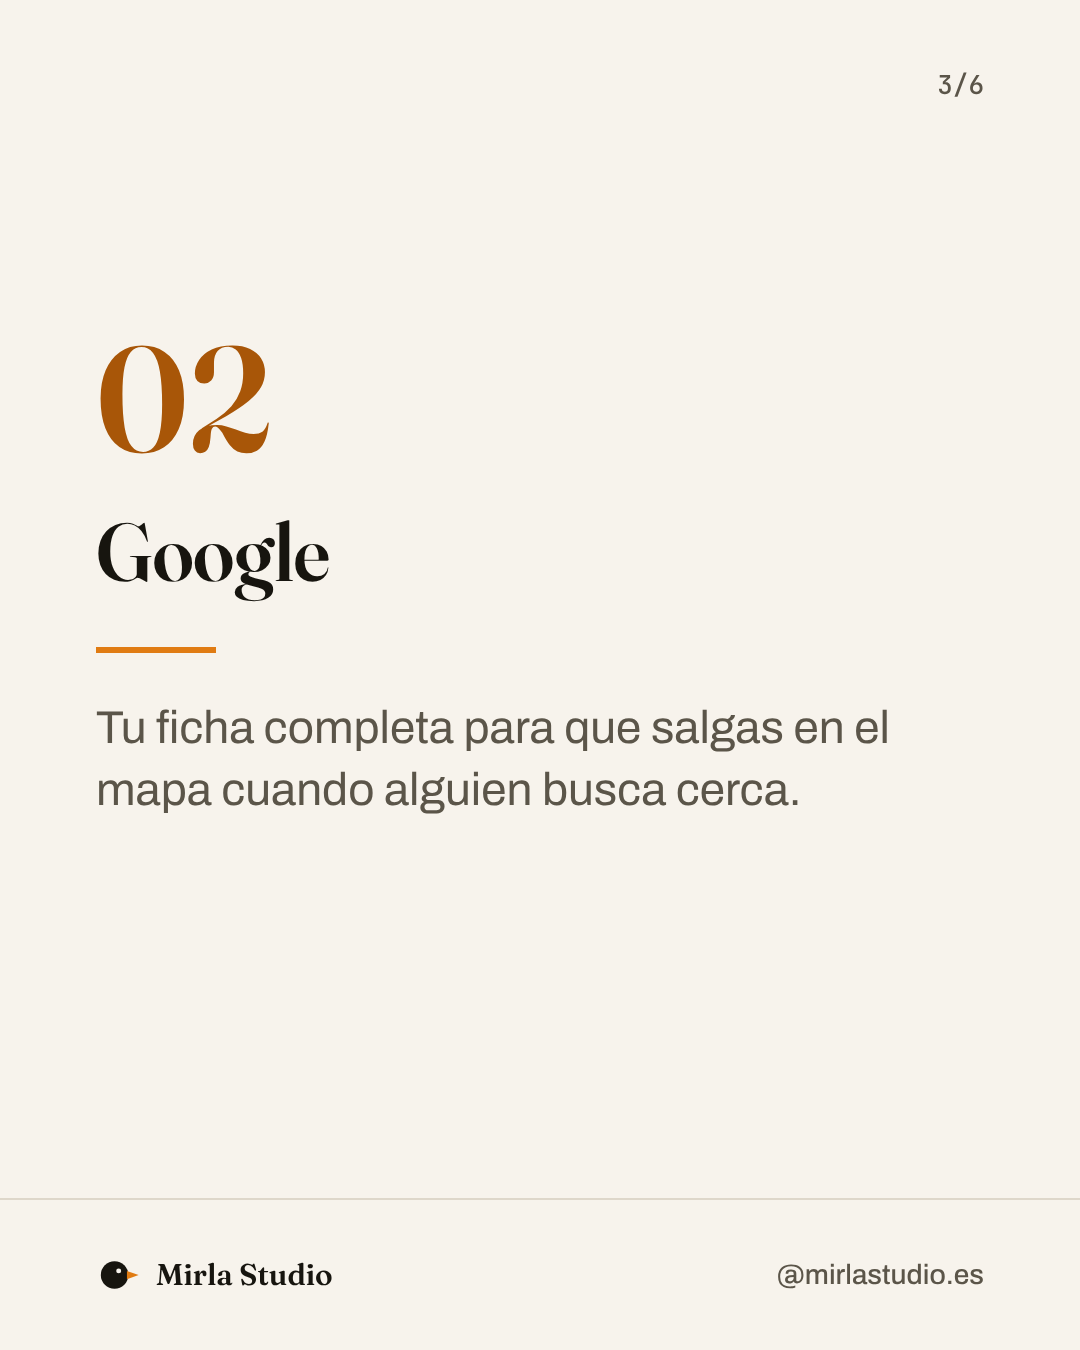 3/6
02
Google
Tu ficha completa para que salgas en el
mapa cuando alguien busca cerca.
Mirla Studio
@mirlastudio.es